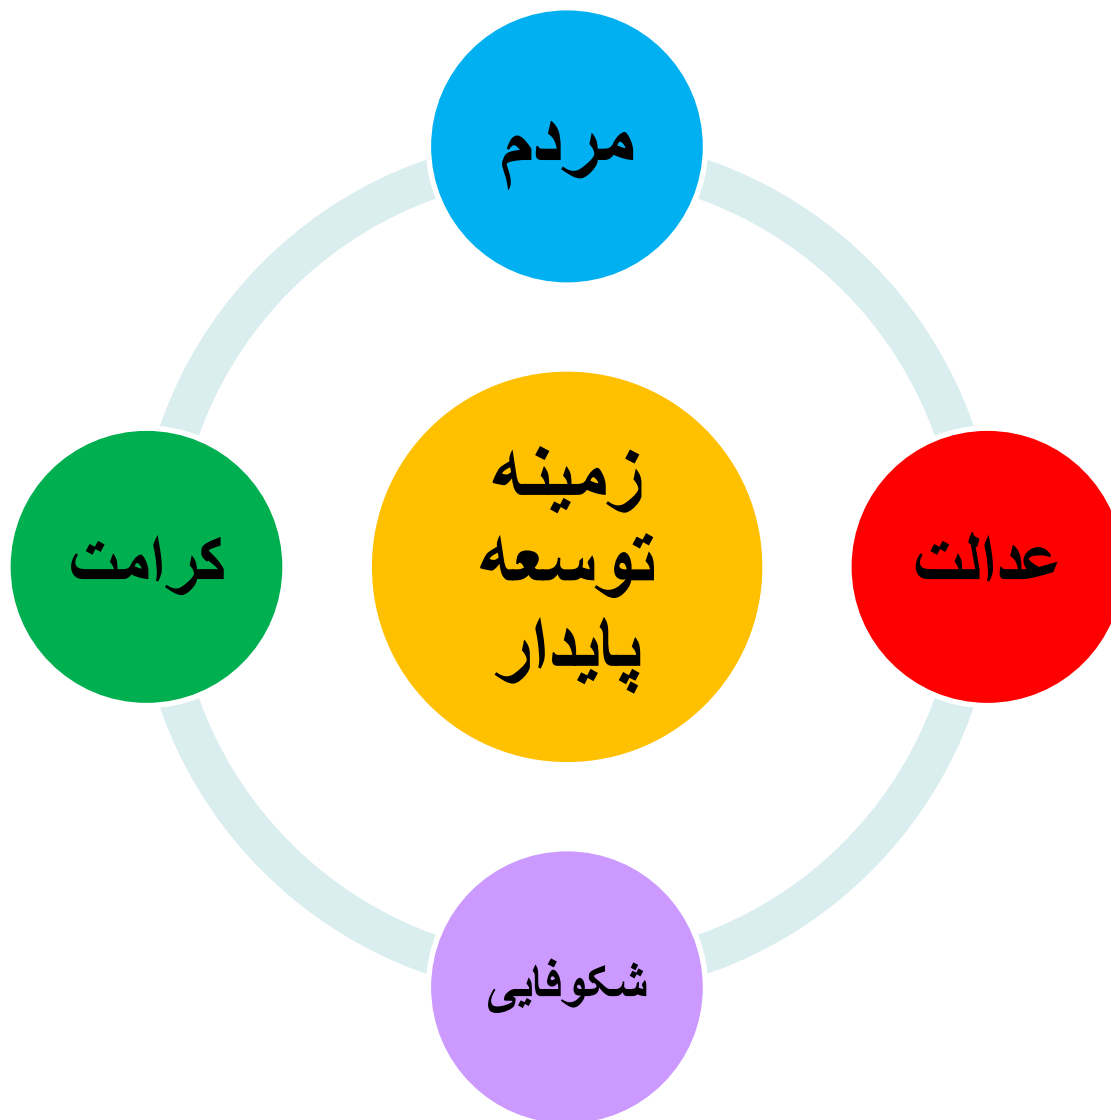 مردم
زمینه
توسعه
پایدار
عدالت
کرامت
شکوفایی